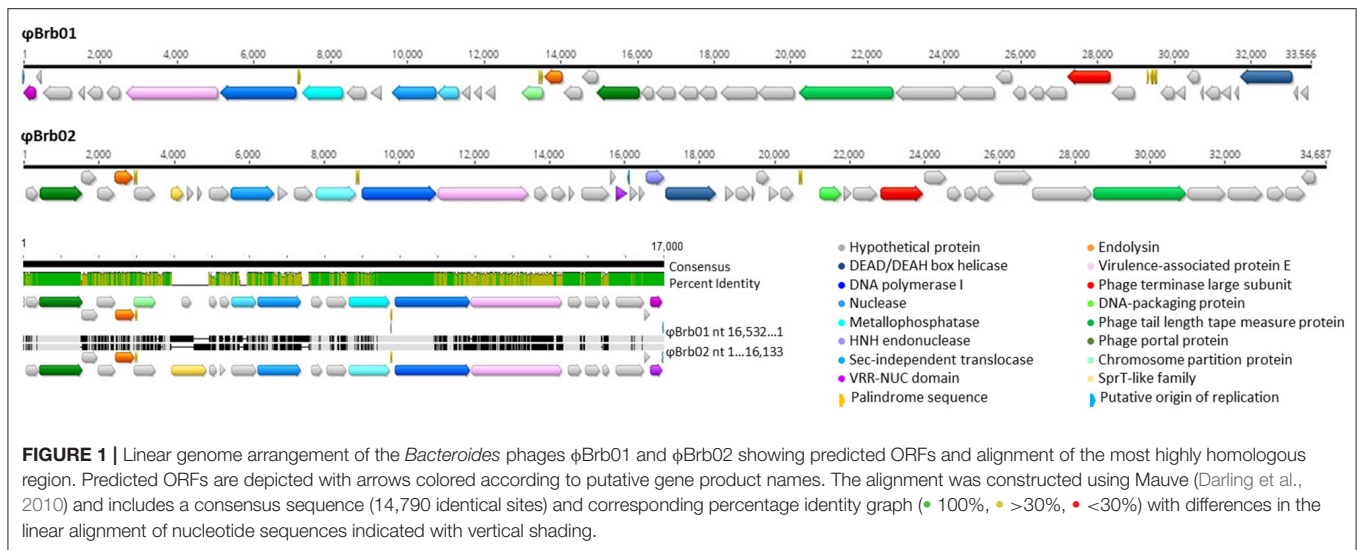 φBrb01
1 2,000 4,000 6,000 8,000 10,000 12,000 14,000 16,000 18,000 20,000 22,000 24,000 26,000 28,000 30,000 32,000 33,566
φBrb02
1 2,000 4,000 6,000 8,000 10,000 12,000 14,000 16,000 18,000 20,000 22,000 24,000 26,000 28,000 30,000 32,000 34,687
1 17,000
Consensus
Percent Identity
φBrb01 nt 16,532...1
φBrb02 nt 1...16,133
Hypothetical protein
DEAD/DEAH box helicase
DNA polymerase I
Nuclease
Metallophosphatase
HNH endonuclease
Sec-independent translocase
VRR-NUC domain
Palindrome sequence
Endolysin
Virulence-associated protein E
Phage terminase large subunit
DNA-packaging protein
Phage tail length tape measure protein
Phage portal protein
Chromosome partition protein
SprT-like family
Putative origin of replication
FIGURE 1 | Linear genome arrangement of the Bacteroides phages ϕBrb01 and ϕBrb02 showing predicted ORFs and alignment of the most highly homologous
region. Predicted ORFs are depicted with arrows colored according to putative gene product names. The alignment was constructed using Mauve (Darling et al.,
2010) and includes a consensus sequence (14,790 identical sites) and corresponding percentage identity graph (• 100%, • >30%, • <30%) with differences in the
linear alignment of nucleotide sequences indicated with vertical shading.